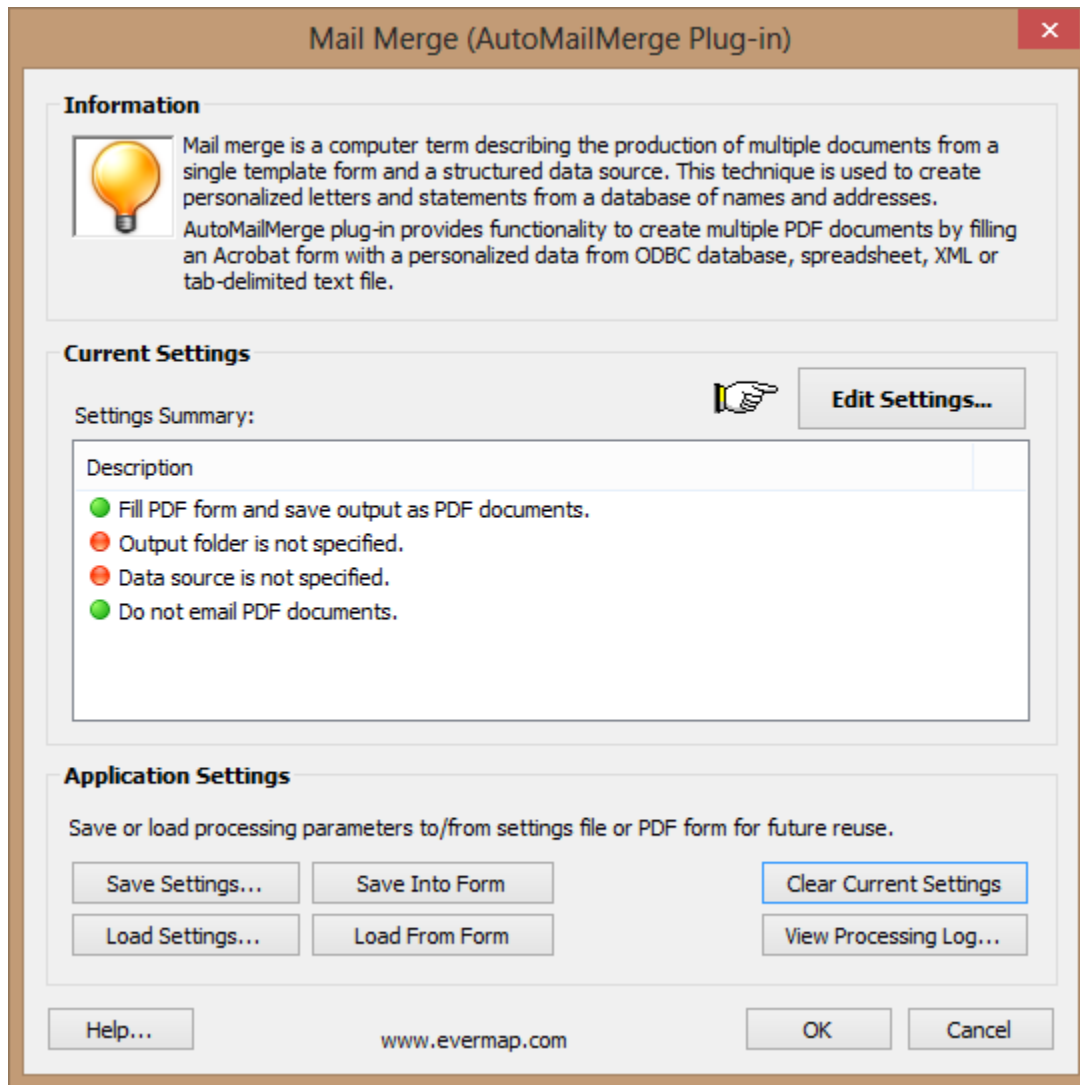 Mail Merge (AutoMailMerge Plug-in)
Information
Mail merge is a computer term describing the production of multiple documents from a
single template form and a structured data source. This technique is used to create
personalized letters and statements from a database of names and addresses.
AutoMailMerge plug-in provides functionality to create multiple PDF documents by filling
an Acrobat form with a personalized data from ODBC database, spreadsheet, XML or
tab-delimited text file.
Current Settings
Edit Settings...
Settings Summary:
Description
Fill PDF form and save output as PDF documents.
Output folder is not specified.
Data source is not specified.
Do not email PDF documents.
Application Settings
Save or load processing parameters to/from settings file or PDF form for future reuse.
Save Settings... Save Into Form Clear Current Settings
Load Settings... Load From Form View Processing Log...
Help... www.evermap.com OK Cancel